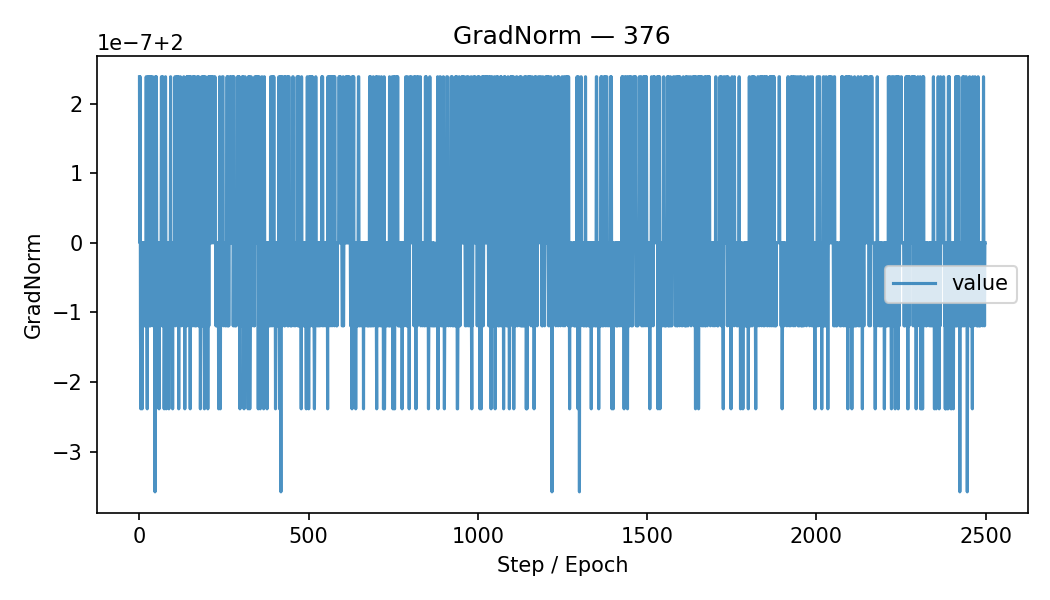 GradNorm — 376
1e−7+2
2
1
0
−1
−2
−3
GradNorm
value
0 500 1000 1500 2000 2500
Step / Epoch